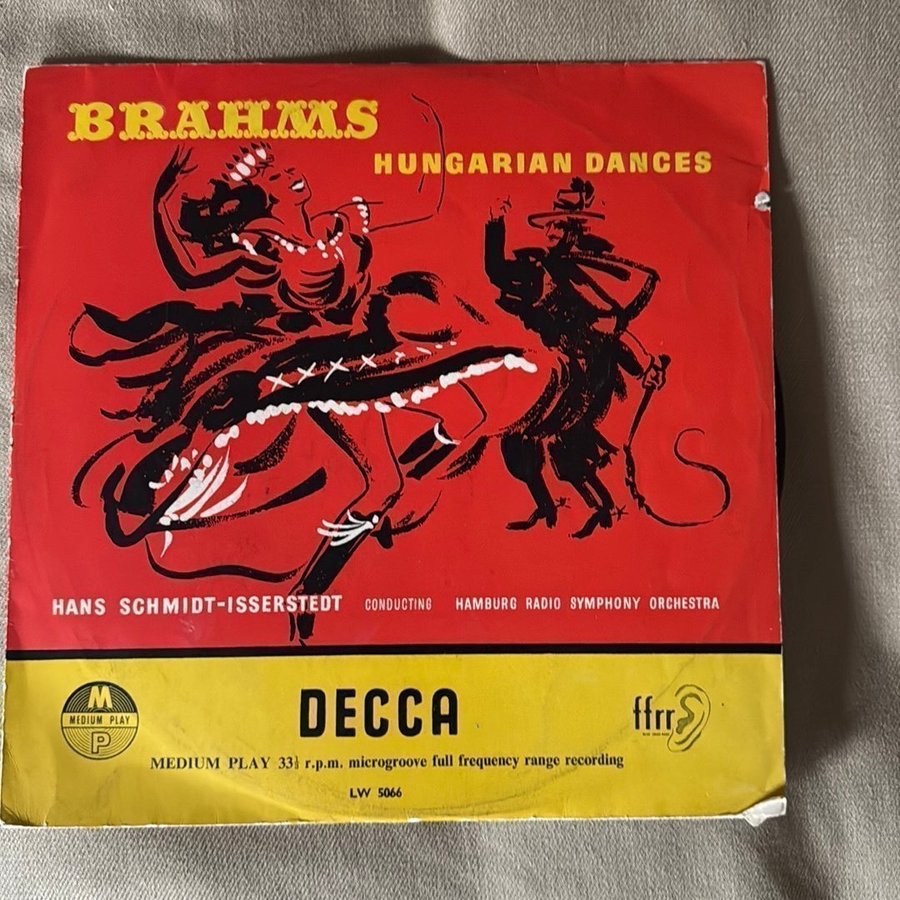 BRAHMS
HUNGARIAN DANCES
HANS SCHMIDT-ISSERSTEDT CONDUCTING HAMBURG RADIO SYMPHONY ORCHESTRA
M
MEDIUM PLAY
P
DECCA
ffrr
MEDIUM PLAY 33⅓ r.p.m. microgroove full frequency range recording
LW 5066